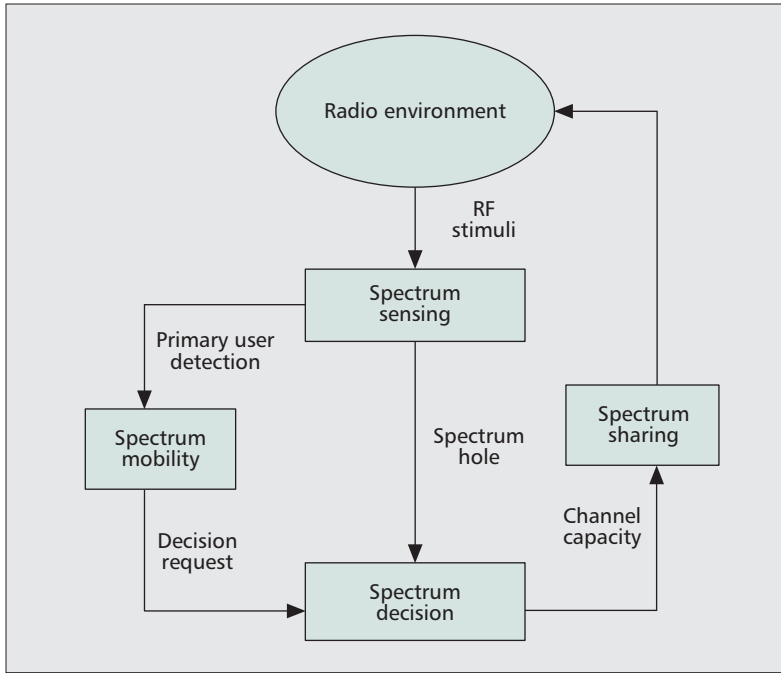 Radio environment
RF
stimuli
Spectrum
sensing
Primary user
detection
Spectrum
mobility
Spectrum
hole
Spectrum
sharing
Channel
capacity
Decision
request
Spectrum
decision